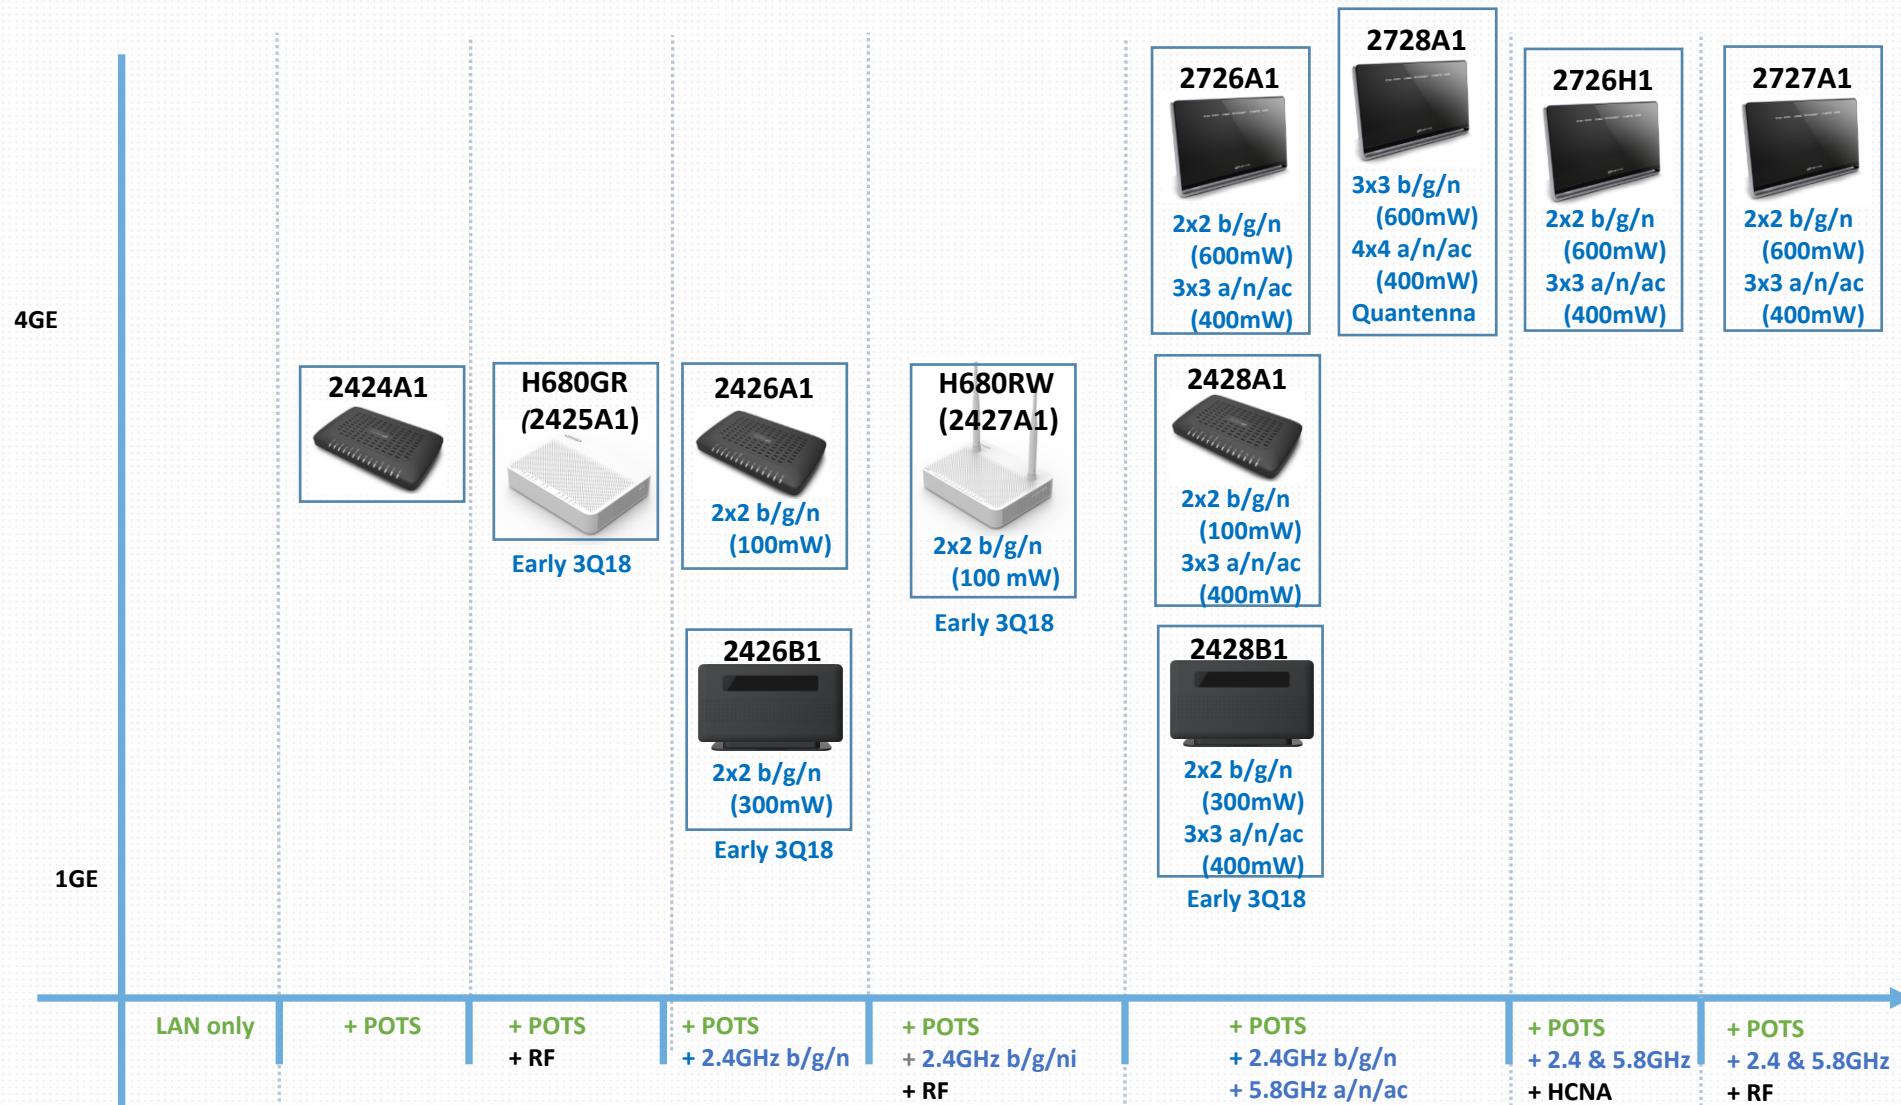 2728A1
3x3 b/g/n
(600mW)
4x4 a/n/ac
(400mW)
Quantenna
2726A1
2x2 b/g/n
(600mW)
3x3 a/n/ac
(400mW)
2726H1
2x2 b/g/n
(600mW)
3x3 a/n/ac
(400mW)
2727A1
2x2 b/g/n
(600mW)
3x3 a/n/ac
(400mW)
4GE
2424A1
H680GR
(2425A1)
Early 3Q18
2426A1
2x2 b/g/n
(100mW)
H680RW
(2427A1)
2x2 b/g/n
(100 mW)
Early 3Q18
2428A1
2x2 b/g/n
(100mW)
3x3 a/n/ac
(400mW)
2426B1
2x2 b/g/n
(300mW)
Early 3Q18
2428B1
2x2 b/g/n
(300mW)
3x3 a/n/ac
(400mW)
Early 3Q18
1GE
LAN only
+ POTS
+ POTS
+ RF
+ POTS
+ 2.4GHz b/g/n
+ POTS
+ 2.4GHz b/g/ni
+ RF
+ POTS
+ 2.4GHz b/g/n
+ 5.8GHz a/n/ac
+ POTS
+ 2.4 & 5.8GHz
+ HCNA
+ POTS
+ 2.4 & 5.8GHz
+ RF